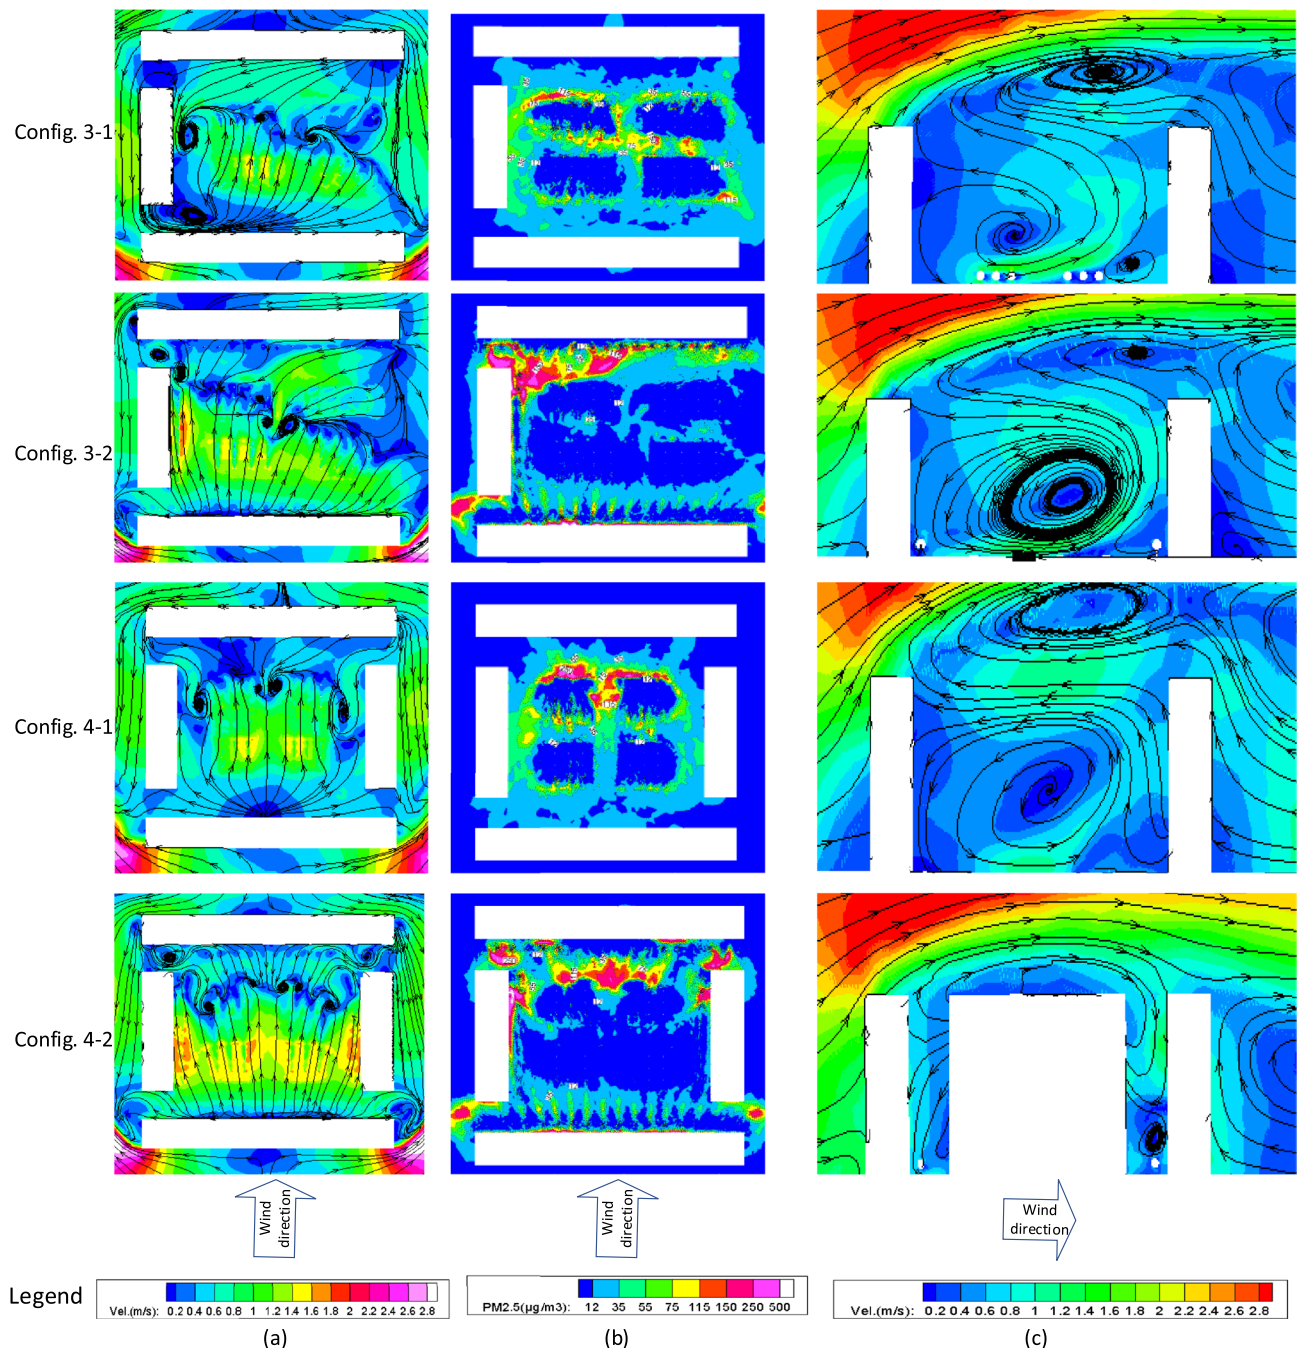 Config. 3-1
Config. 3-2
Config. 4-1
Config. 4-2
Wind
direction
Wind
direction
Wind
direction
Legend
Vel.(m/s): 0.2 0.4 0.6 0.8 1 1.2 1.4 1.6 1.8 2 2.2 2.4 2.6 2.8
PM2.5(µg/m3): 12 35 55 75 115 150 250 500
Vel.(m/s): 0.2 0.4 0.6 0.8 1 1.2 1.4 1.6 1.8 2 2.2 2.4 2.6 2.8
(a)
(b)
(c)